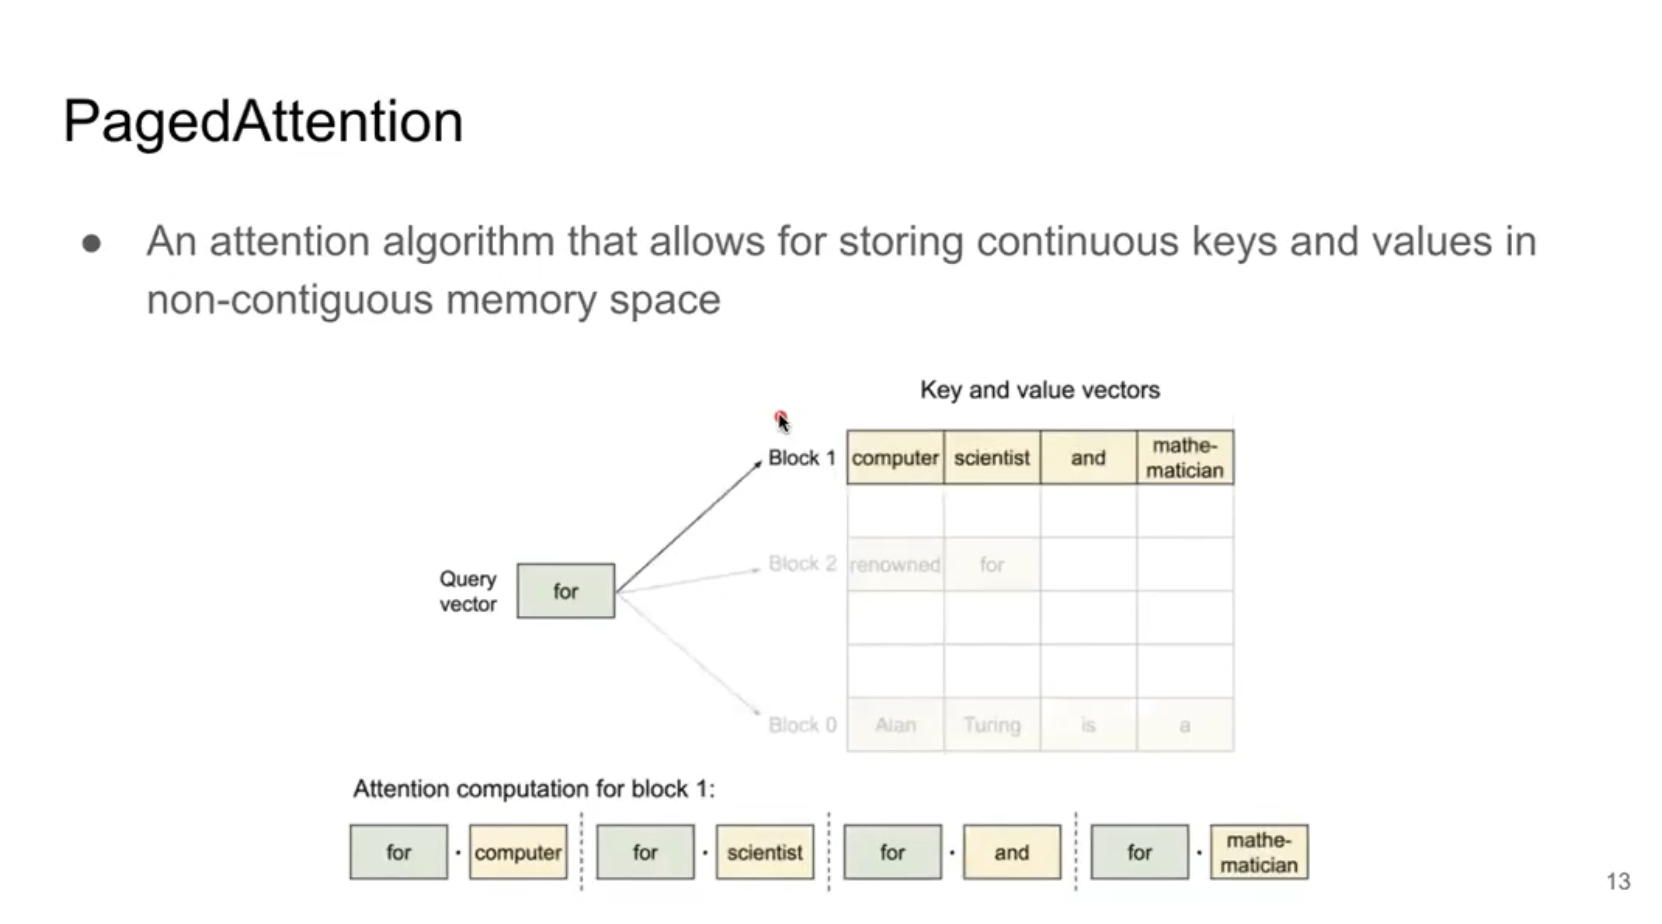 PagedAttention
● An attention algorithm that allows for storing continuous keys and values in
non-contiguous memory space
Key and value vectors
Block 1 computer scientist and mathe-
matician
Block 2 renowned for
Query
vector
for
Block 0 Alan Turing is a
Attention computation for block 1:
for · computer for · scientist for · and for · mathe-
matician
13